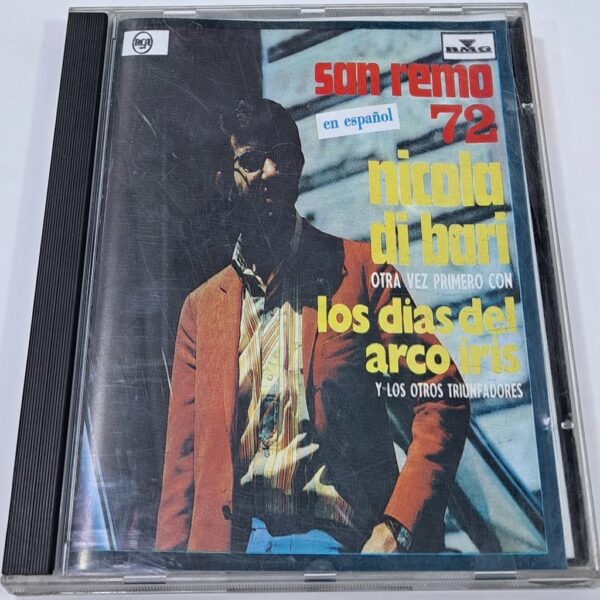 RCA
BMG
san remo
en español
72
nicola
di bari
OTRA VEZ PRIMERO CON
los dias del
arco iris
Y LOS OTROS TRIUNFADORES